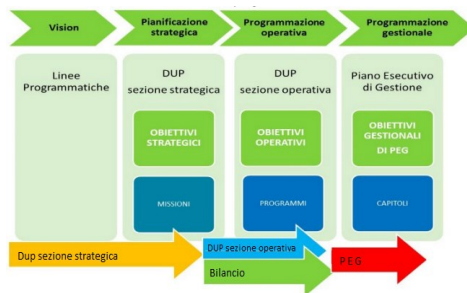 Vision
Pianificazione
strategica
Programmazione
operativa
Programmazione
gestionale
Linee
Programmatiche
DUP
sezione strategica
DUP
sezione operativa
Piano Esecutivo
di Gestione
OBIETTIVI
STRATEGICI
OBIETTIVI
OPERATIVI
OBIETTIVI
GESTIONALI
DI PEG
MISSIONI
PROGRAMMI
CAPITOLI
Dup sezione strategica
DUP sezione operativa
Bilancio
P E G